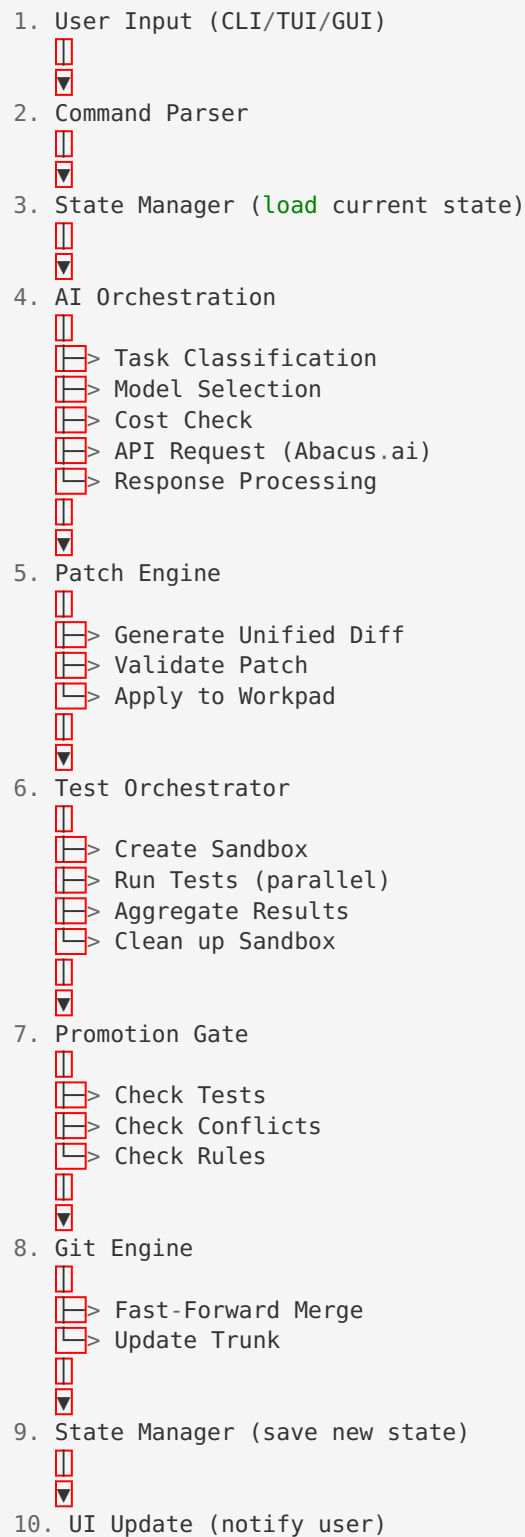 1. User Input (CLI/TUI/GUI)
│
▼
2. Command Parser
│
▼
3. State Manager (load current state)
│
▼
4. AI Orchestration
│
├─> Task Classification
├─> Model Selection
├─> Cost Check
├─> API Request (Abacus.ai)
└─> Response Processing
│
▼
5. Patch Engine
│
├─> Generate Unified Diff
├─> Validate Patch
└─> Apply to Workpad
│
▼
6. Test Orchestrator
│
├─> Create Sandbox
├─> Run Tests (parallel)
├─> Aggregate Results
└─> Clean up Sandbox
│
▼
7. Promotion Gate
│
├─> Check Tests
├─> Check Conflicts
└─> Check Rules
│
▼
8. Git Engine
│
├─> Fast-Forward Merge
└─> Update Trunk
│
▼
9. State Manager (save new state)
│
▼
10. UI Update (notify user)